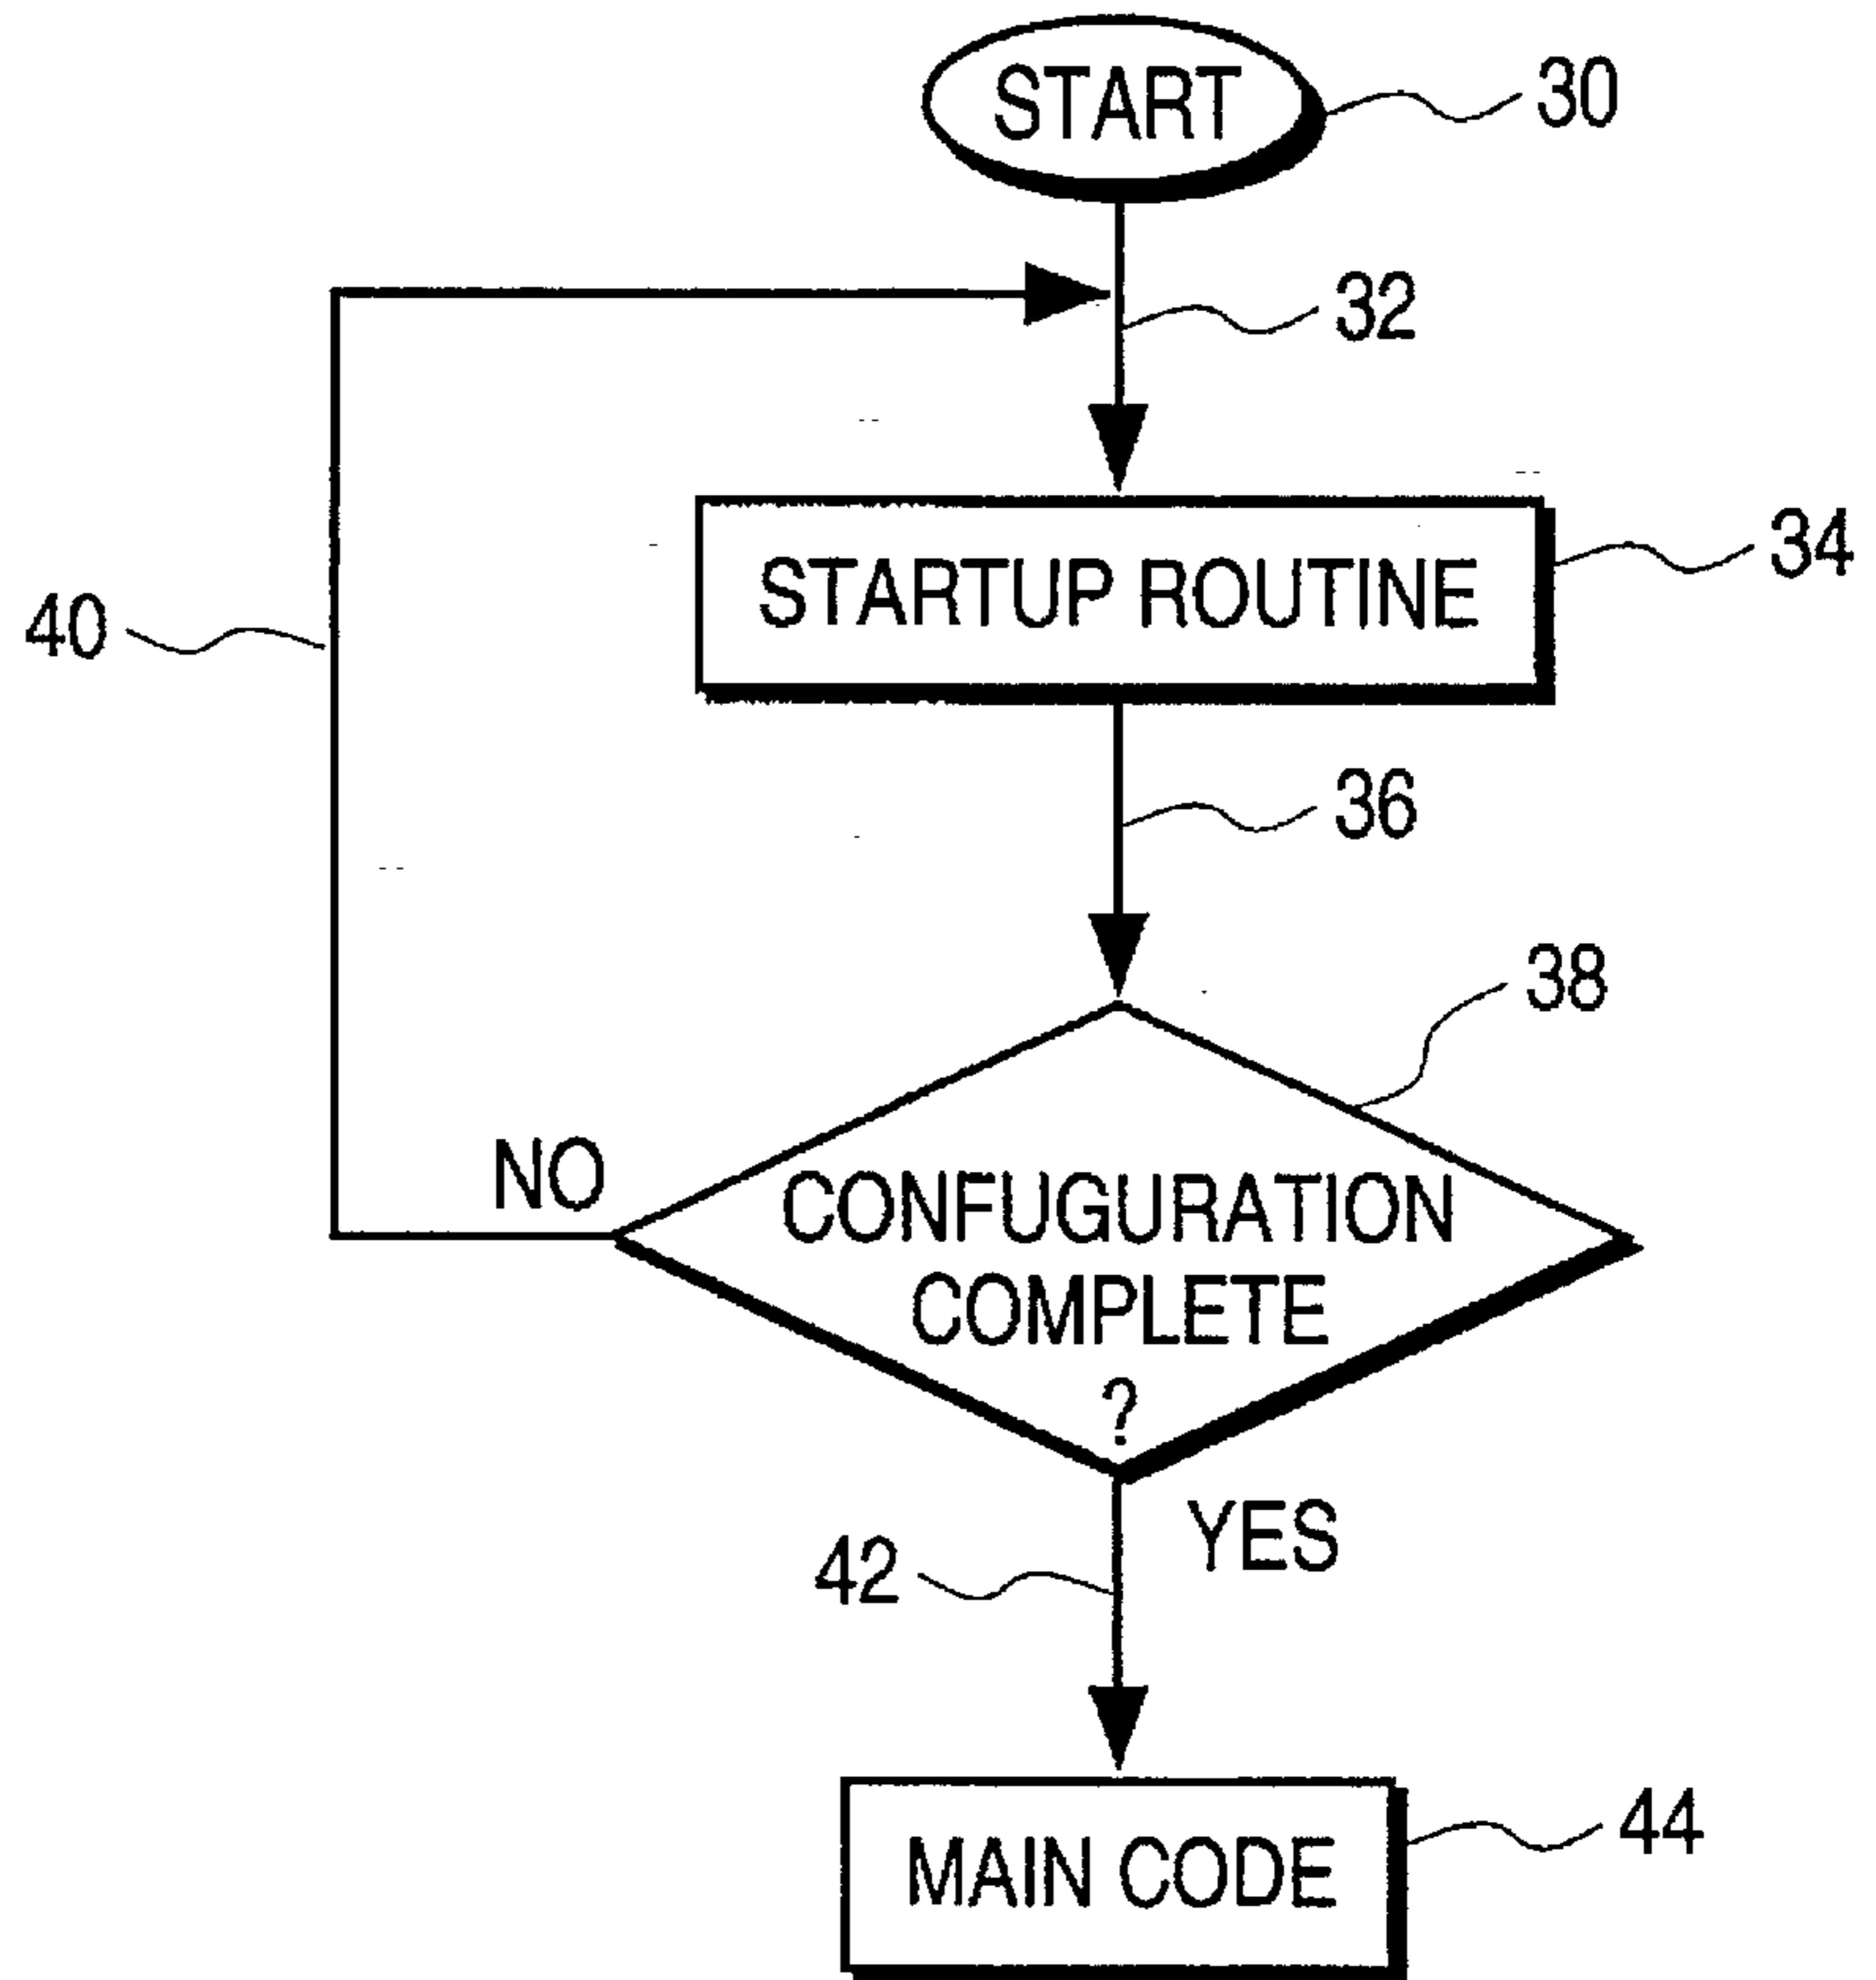 START
30
32
STARTUP ROUTINE
34
40
36
38
NO
CONFUGURATION
COMPLETE
?
YES
42
MAIN CODE
44